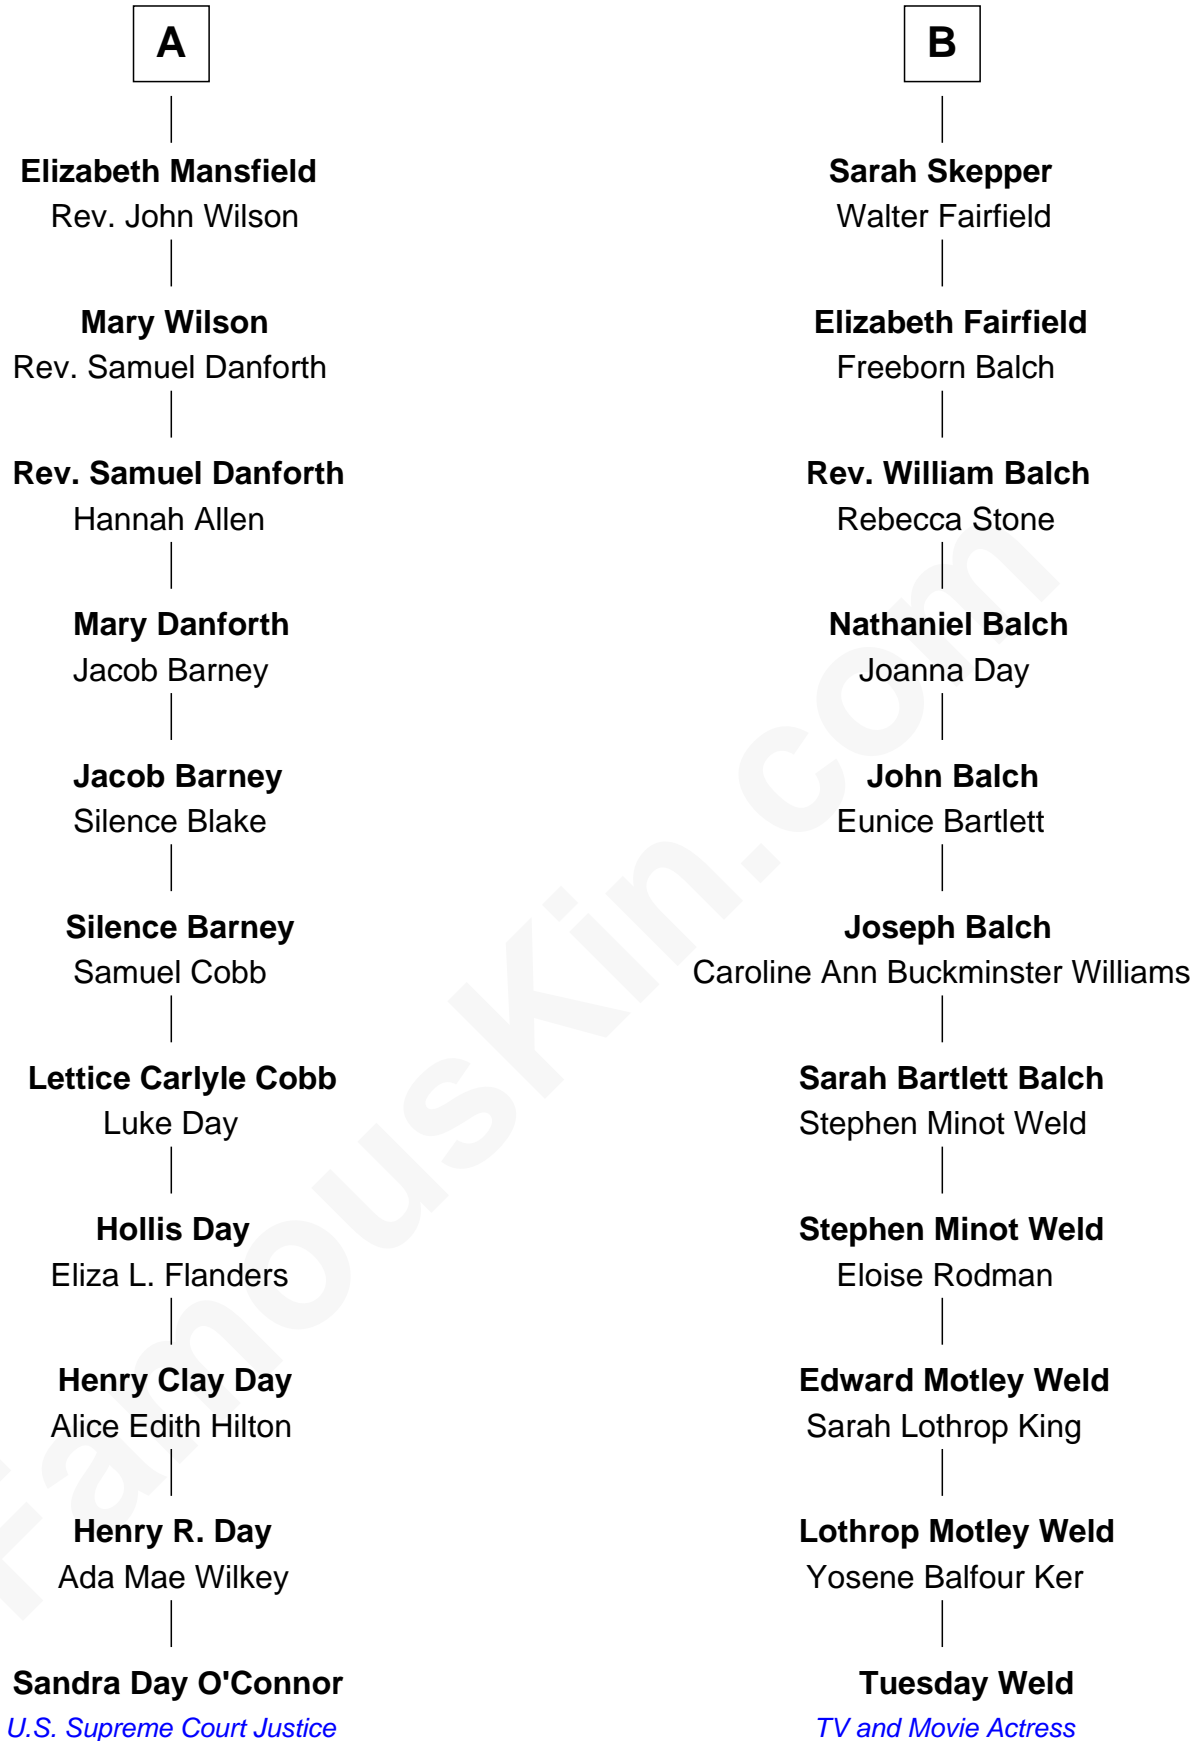 A
Elizabeth Mansfield
Rev. John Wilson
Mary Wilson
Rev. Samuel Danforth
Rev. Samuel Danforth
Hannah Allen
Mary Danforth
Jacob Barney
Jacob Barney
Silence Blake
Silence Barney
Samuel Cobb
Lettice Carlyle Cobb
Luke Day
Hollis Day
Eliza L. Flanders
Henry Clay Day
Alice Edith Hilton
Henry R. Day
Ada Mae Wilkey
Sandra Day O'Connor
U.S. Supreme Court Justice
B
Sarah Skepper
Walter Fairfield
Elizabeth Fairfield
Freeborn Balch
Rev. William Balch
Rebecca Stone
Nathaniel Balch
Joanna Day
John Balch
Eunice Bartlett
Joseph Balch
Caroline Ann Buckminster Williams
Sarah Bartlett Balch
Stephen Minot Weld
Stephen Minot Weld
Eloise Rodman
Edward Motley Weld
Sarah Lothrop King
Lothrop Motley Weld
Yosene Balfour Ker
Tuesday Weld
TV and Movie Actress
FamousKin.com